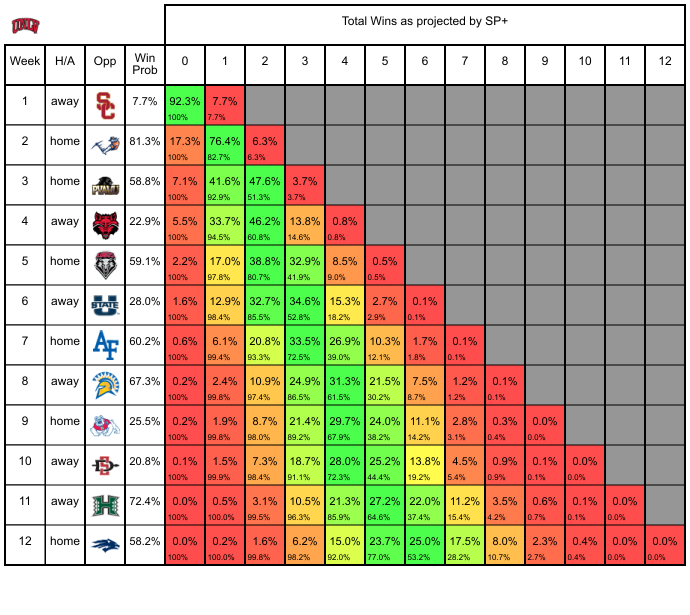 UNLV
Total Wins as projected by SP+
Week H/A Opp Win Prob 0 1 2 3 4 5 6 7 8 9 10 11 12
1 away SC 7.7% 92.3% 7.7%
100% 7.7%
2 home 81.3% 17.3% 76.4% 6.3%
100% 82.7% 6.3%
3 home PVAMU 58.8% 7.1% 41.6% 47.6% 3.7%
100% 92.9% 51.3% 3.7%
4 away 22.9% 5.5% 33.7% 46.2% 13.8% 0.8%
100% 94.5% 60.8% 14.6% 0.8%
5 home 59.1% 2.2% 17.0% 38.8% 32.9% 8.5% 0.5%
100% 97.8% 80.7% 41.9% 9.0% 0.5%
6 away U STATE 28.0% 1.6% 12.9% 32.7% 34.6% 15.3% 2.7% 0.1%
100% 98.4% 85.5% 52.8% 18.2% 2.9% 0.1%
7 home AF 60.2% 0.6% 6.1% 20.8% 33.5% 26.9% 10.3% 1.7% 0.1%
100% 99.4% 93.3% 72.5% 39.0% 12.1% 1.8% 0.1%
8 away 67.3% 0.2% 2.4% 10.9% 24.9% 31.3% 21.5% 7.5% 1.2% 0.1%
100% 99.8% 97.4% 86.5% 61.5% 30.2% 8.7% 1.2% 0.1%
9 home 25.5% 0.2% 1.9% 8.7% 21.4% 29.7% 24.0% 11.1% 2.8% 0.3% 0.0%
100% 99.8% 98.0% 89.2% 67.9% 38.2% 14.2% 3.1% 0.4% 0.0%
10 away SD 20.8% 0.1% 1.5% 7.3% 18.7% 28.0% 25.2% 13.8% 4.5% 0.9% 0.1% 0.0%
100% 99.9% 98.4% 91.1% 72.3% 44.4% 19.2% 5.4% 0.9% 0.1% 0.0%
11 away H 72.4% 0.0% 0.5% 3.1% 10.5% 21.3% 27.2% 22.0% 11.2% 3.5% 0.6% 0.1% 0.0%
100% 100.0% 99.5% 96.3% 85.9% 64.6% 37.4% 15.4% 4.2% 0.7% 0.1% 0.0%
12 home 58.2% 0.0% 0.2% 1.6% 6.2% 15.0% 23.7% 25.0% 17.5% 8.0% 2.3% 0.4% 0.0% 0.0%
100% 100.0% 99.8% 98.2% 92.0% 77.0% 53.2% 28.2% 10.7% 2.7% 0.4% 0.0% 0.0%